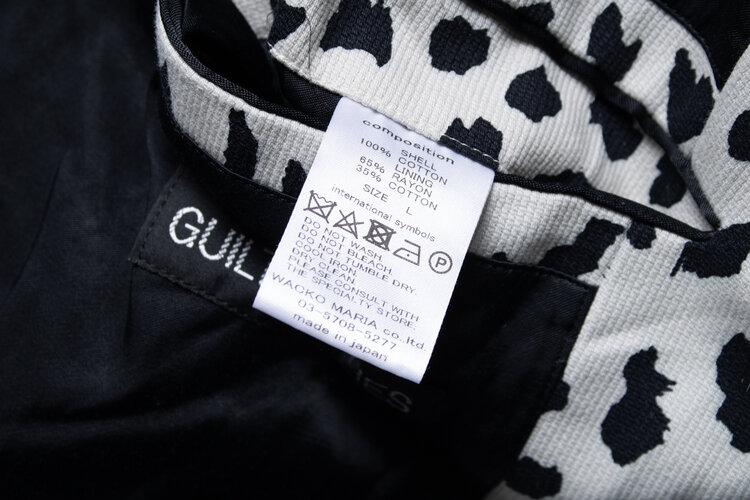 composition
SHELL
100% COTTON
LINING
65% RAYON
35% COTTON
SIZE L
international symbols
P
DO NOT WASH.
DO NOT BLEACH.
DO NOT TUMBLE DRY.
COOL IRON.
DRY CLEAN.
PLEASE CONSULT WITH
THE SPECIALTY STORE.
WACKO MARIA co.,ltd
03-5708-5277
made in japan
GUIL